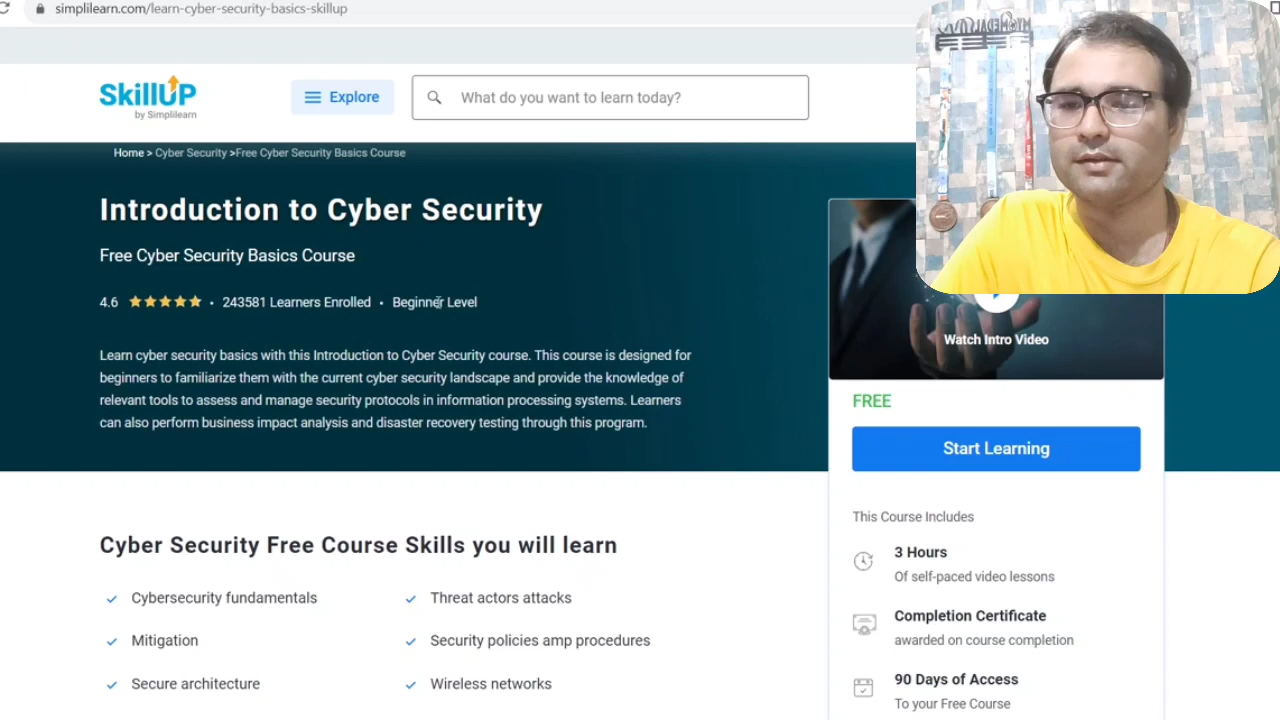 simplilearn.com/learn-cyber-security-basics-skillup
SkillUP
by Simplilearn
Explore
What do you want to learn today?
Home > Cyber Security >Free Cyber Security Basics Course
Introduction to Cyber Security
Free Cyber Security Basics Course
4.6 ★★★★★ • 243581 Learners Enrolled • Beginner Level
Learn cyber security basics with this Introduction to Cyber Security course. This course is designed for
beginners to familiarize them with the current cyber security landscape and provide the knowledge of
relevant tools to assess and manage security protocols in information processing systems. Learners
can also perform business impact analysis and disaster recovery testing through this program.
Watch Intro Video
FREE
Start Learning
This Course Includes
3 Hours
Of self-paced video lessons
Completion Certificate
awarded on course completion
90 Days of Access
To your Free Course
Cyber Security Free Course Skills you will learn
Cybersecurity fundamentals
Threat actors attacks
Mitigation
Security policies amp procedures
Secure architecture
Wireless networks